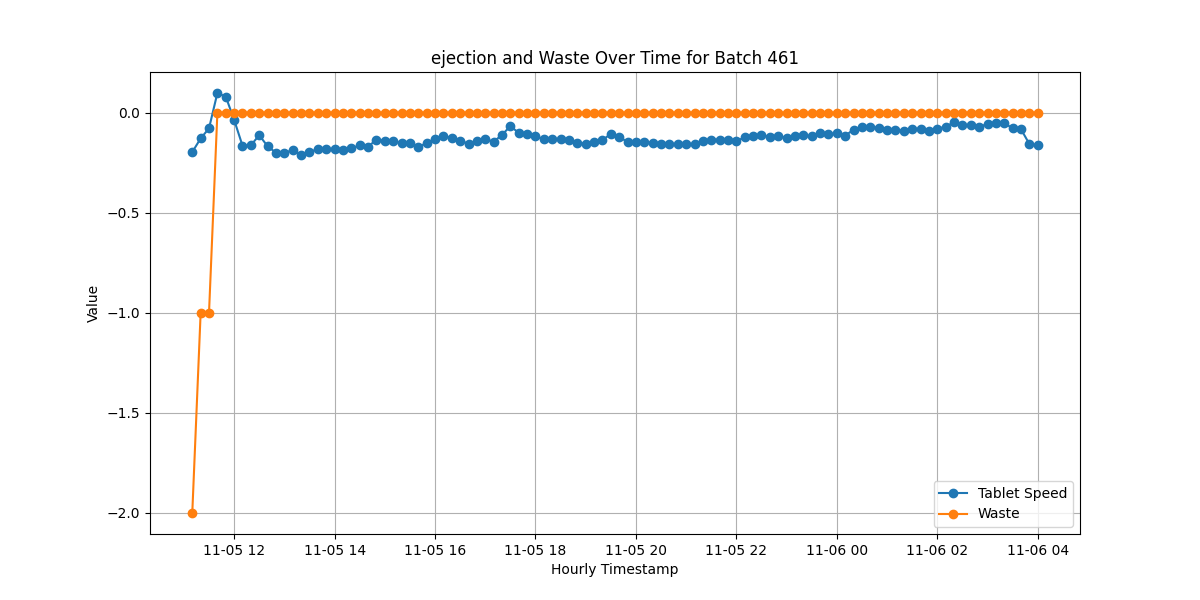 ejection and Waste Over Time for Batch 461
0.0
−0.5
−1.0
−1.5
−2.0
Value
Tablet Speed
Waste
11-05 12 11-05 14 11-05 16 11-05 18 11-05 20 11-05 22 11-06 00 11-06 02 11-06 04
Hourly Timestamp